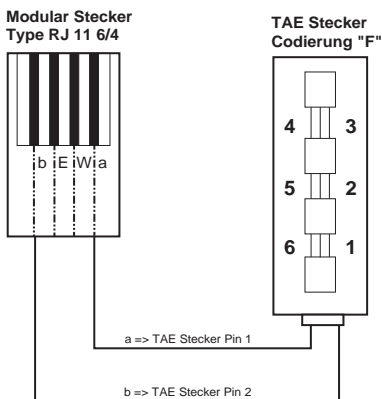 Modular Stecker
Type RJ 11 6/4
TAE Stecker
Codierung "F"
b E W a
4 3
5 2
6 1
a => TAE Stecker Pin 1
b => TAE Stecker Pin 2